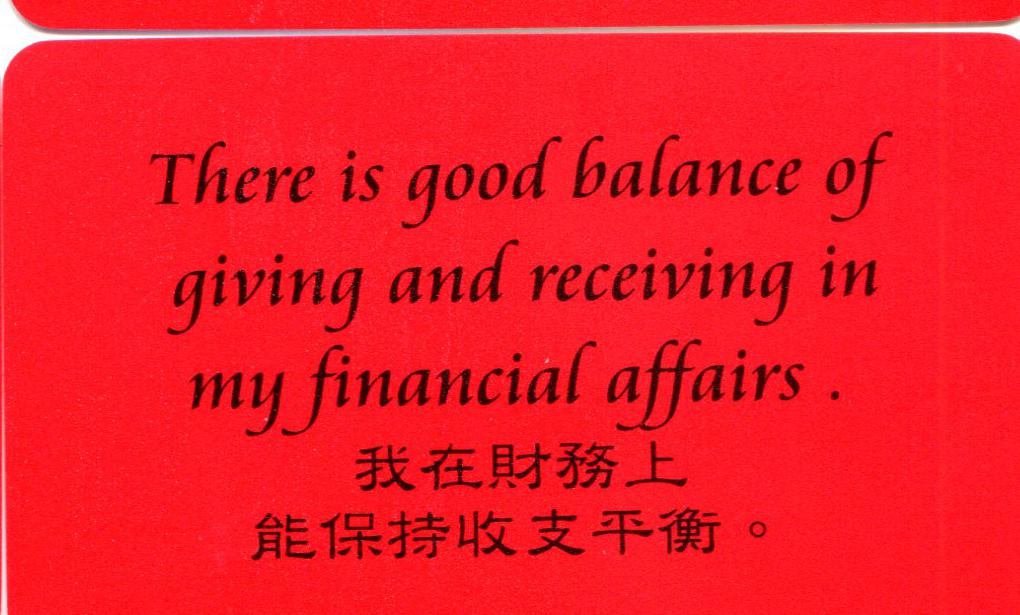 There is good balance of
giving and receiving in
my financial affairs .
我在財務上
能保持收支平衡。